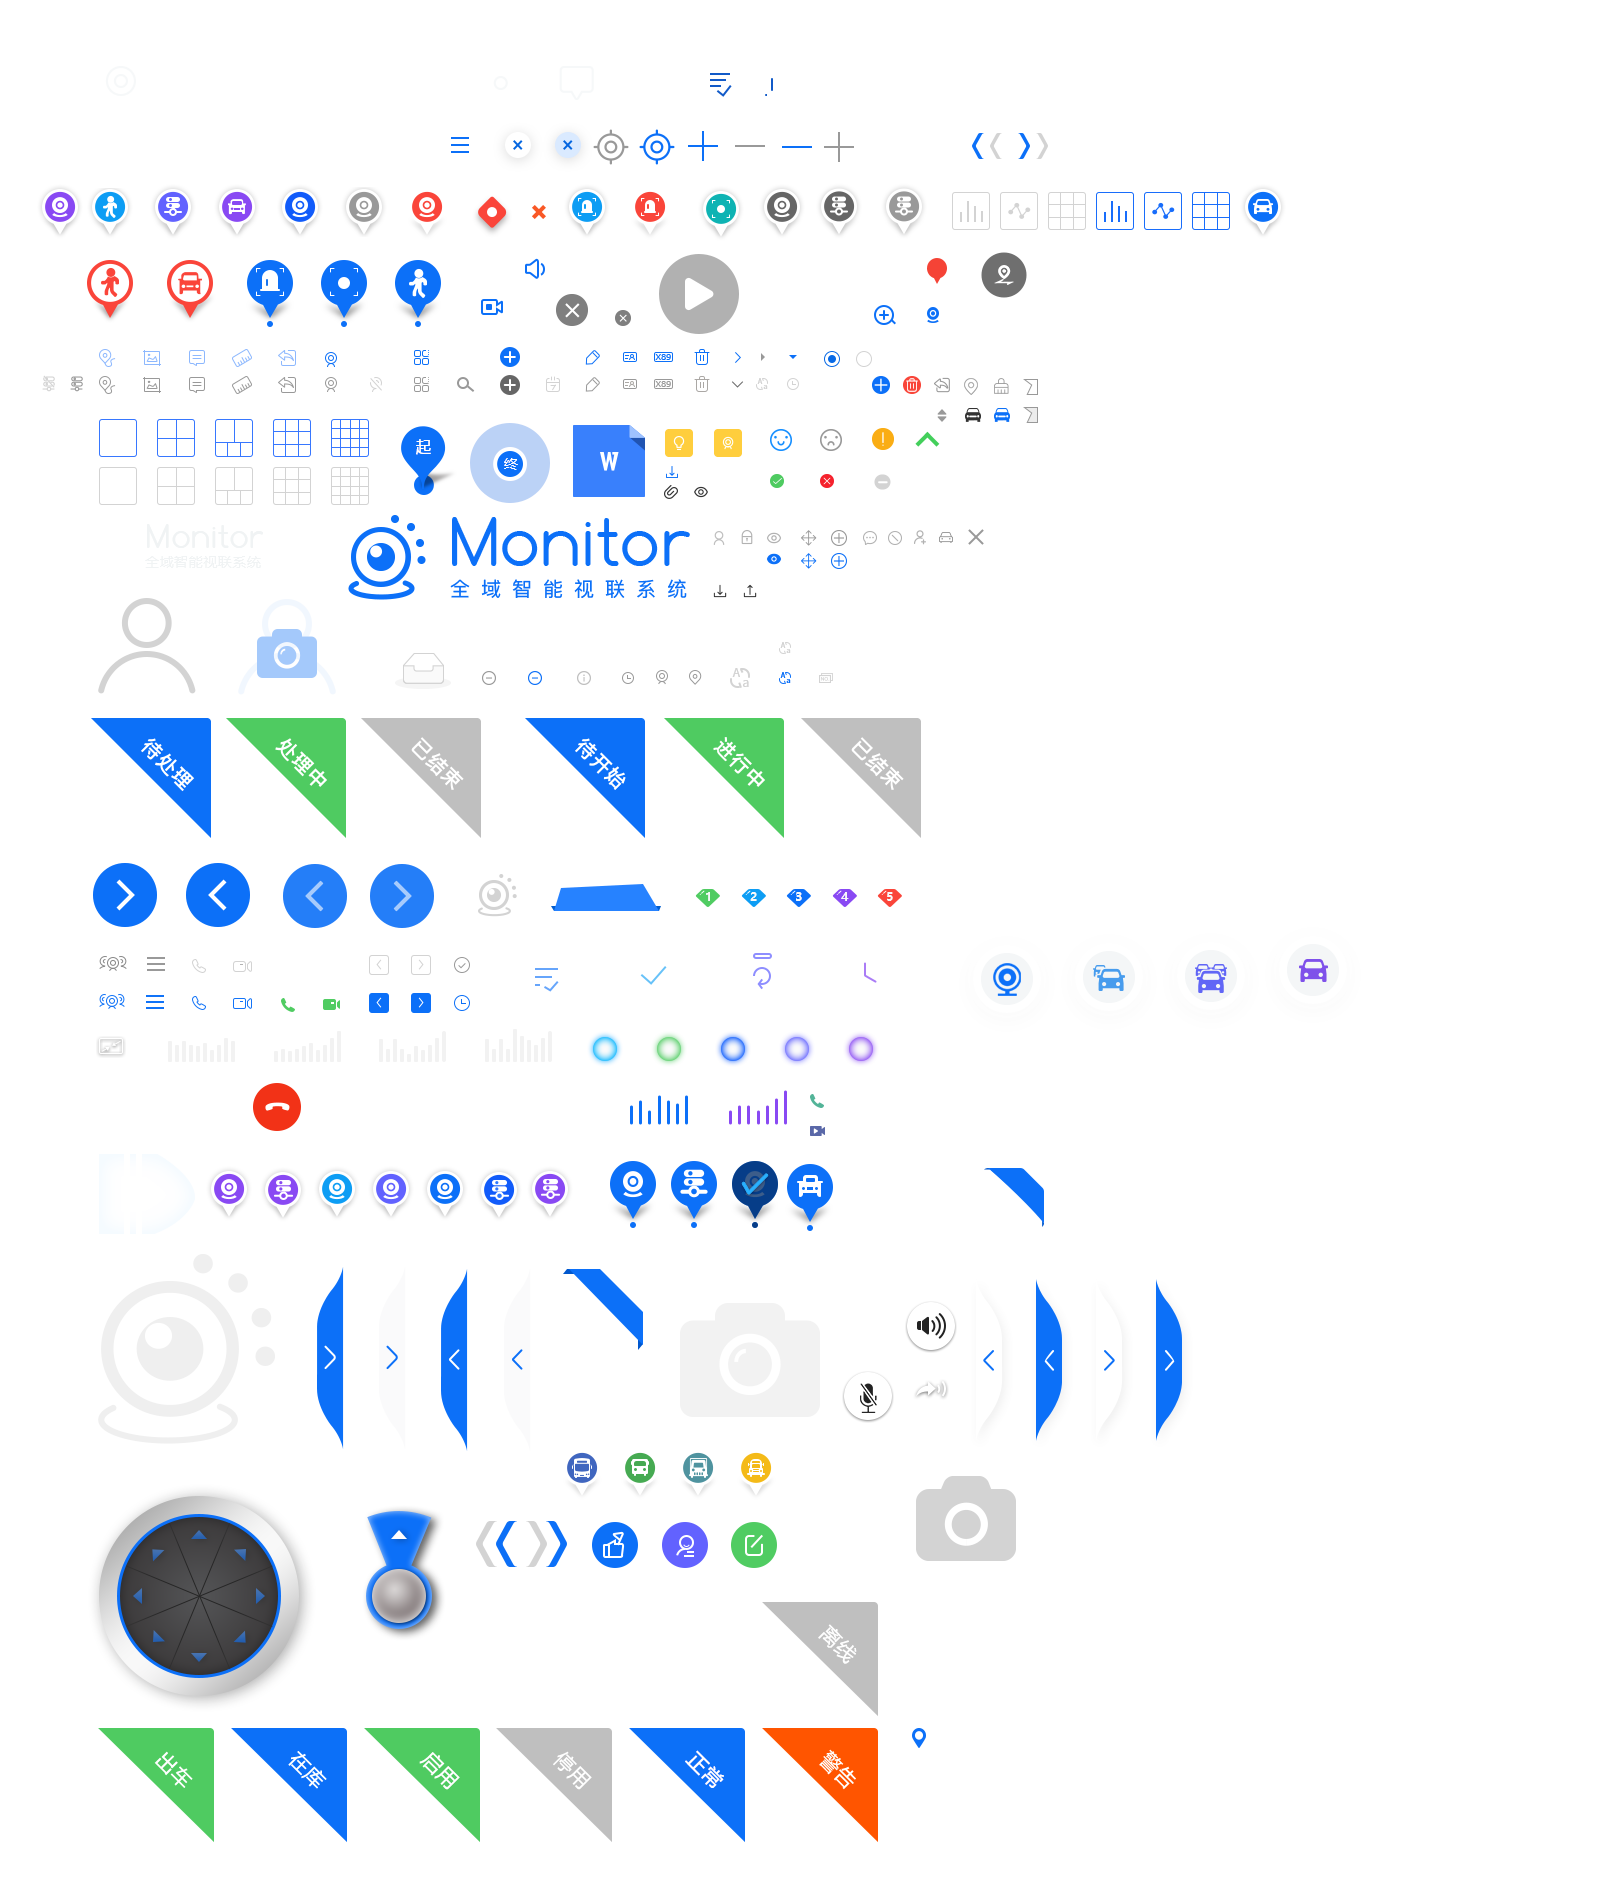 X89
X89
7
起
终
W
Monitor
全域智能视联系统
Monitor
全域智能视联系统
A a
A a
A a
待处理
处理中
已结束
待开始
进行中
已结束
1
2
3
4
5
离线
出车
在库
启用
停用
正常
警告